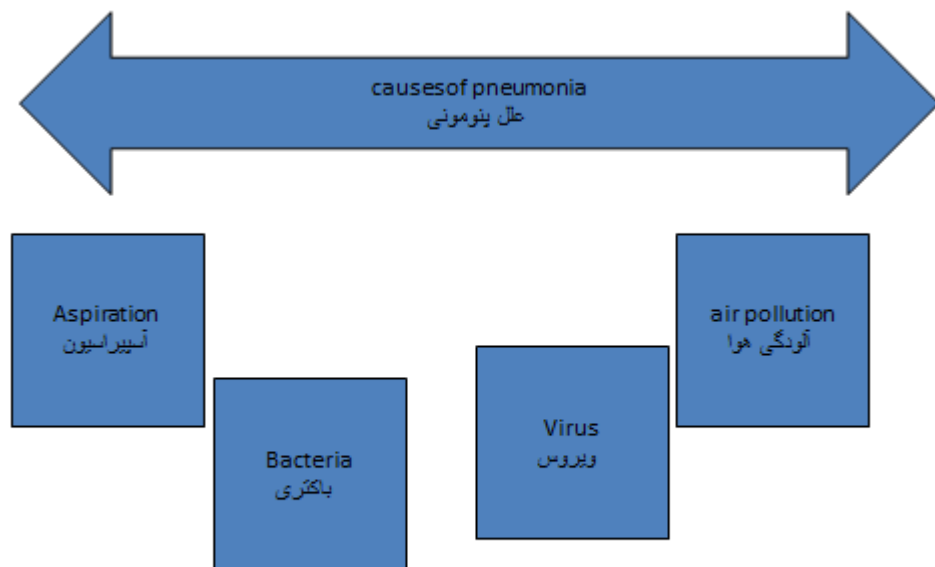 causesof pneumonia
علل پنومونی
Aspiration
آسپیراسیون
air pollution
آلودگی هوا
Virus
ویروس
Bacteria
باکتری